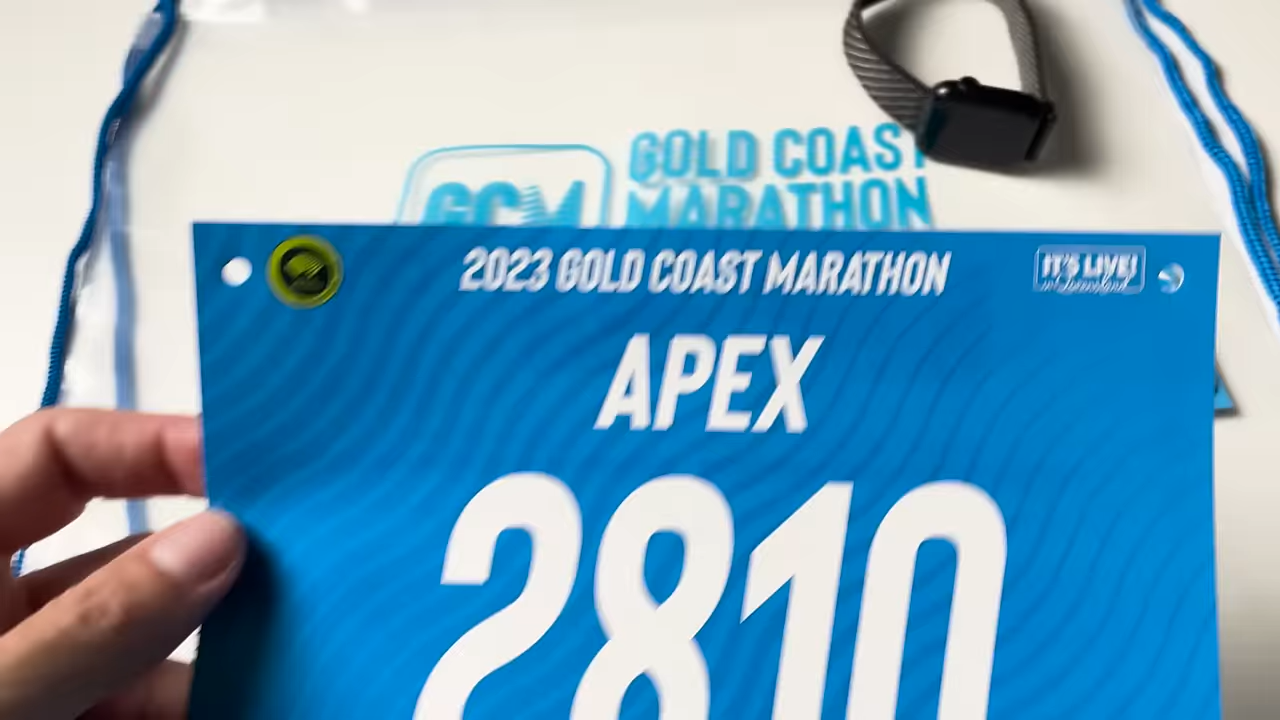 GOLD COAST
GCM MARATHON
2023 GOLD COAST MARATHON
IT'S LIVE!
APEX
2810